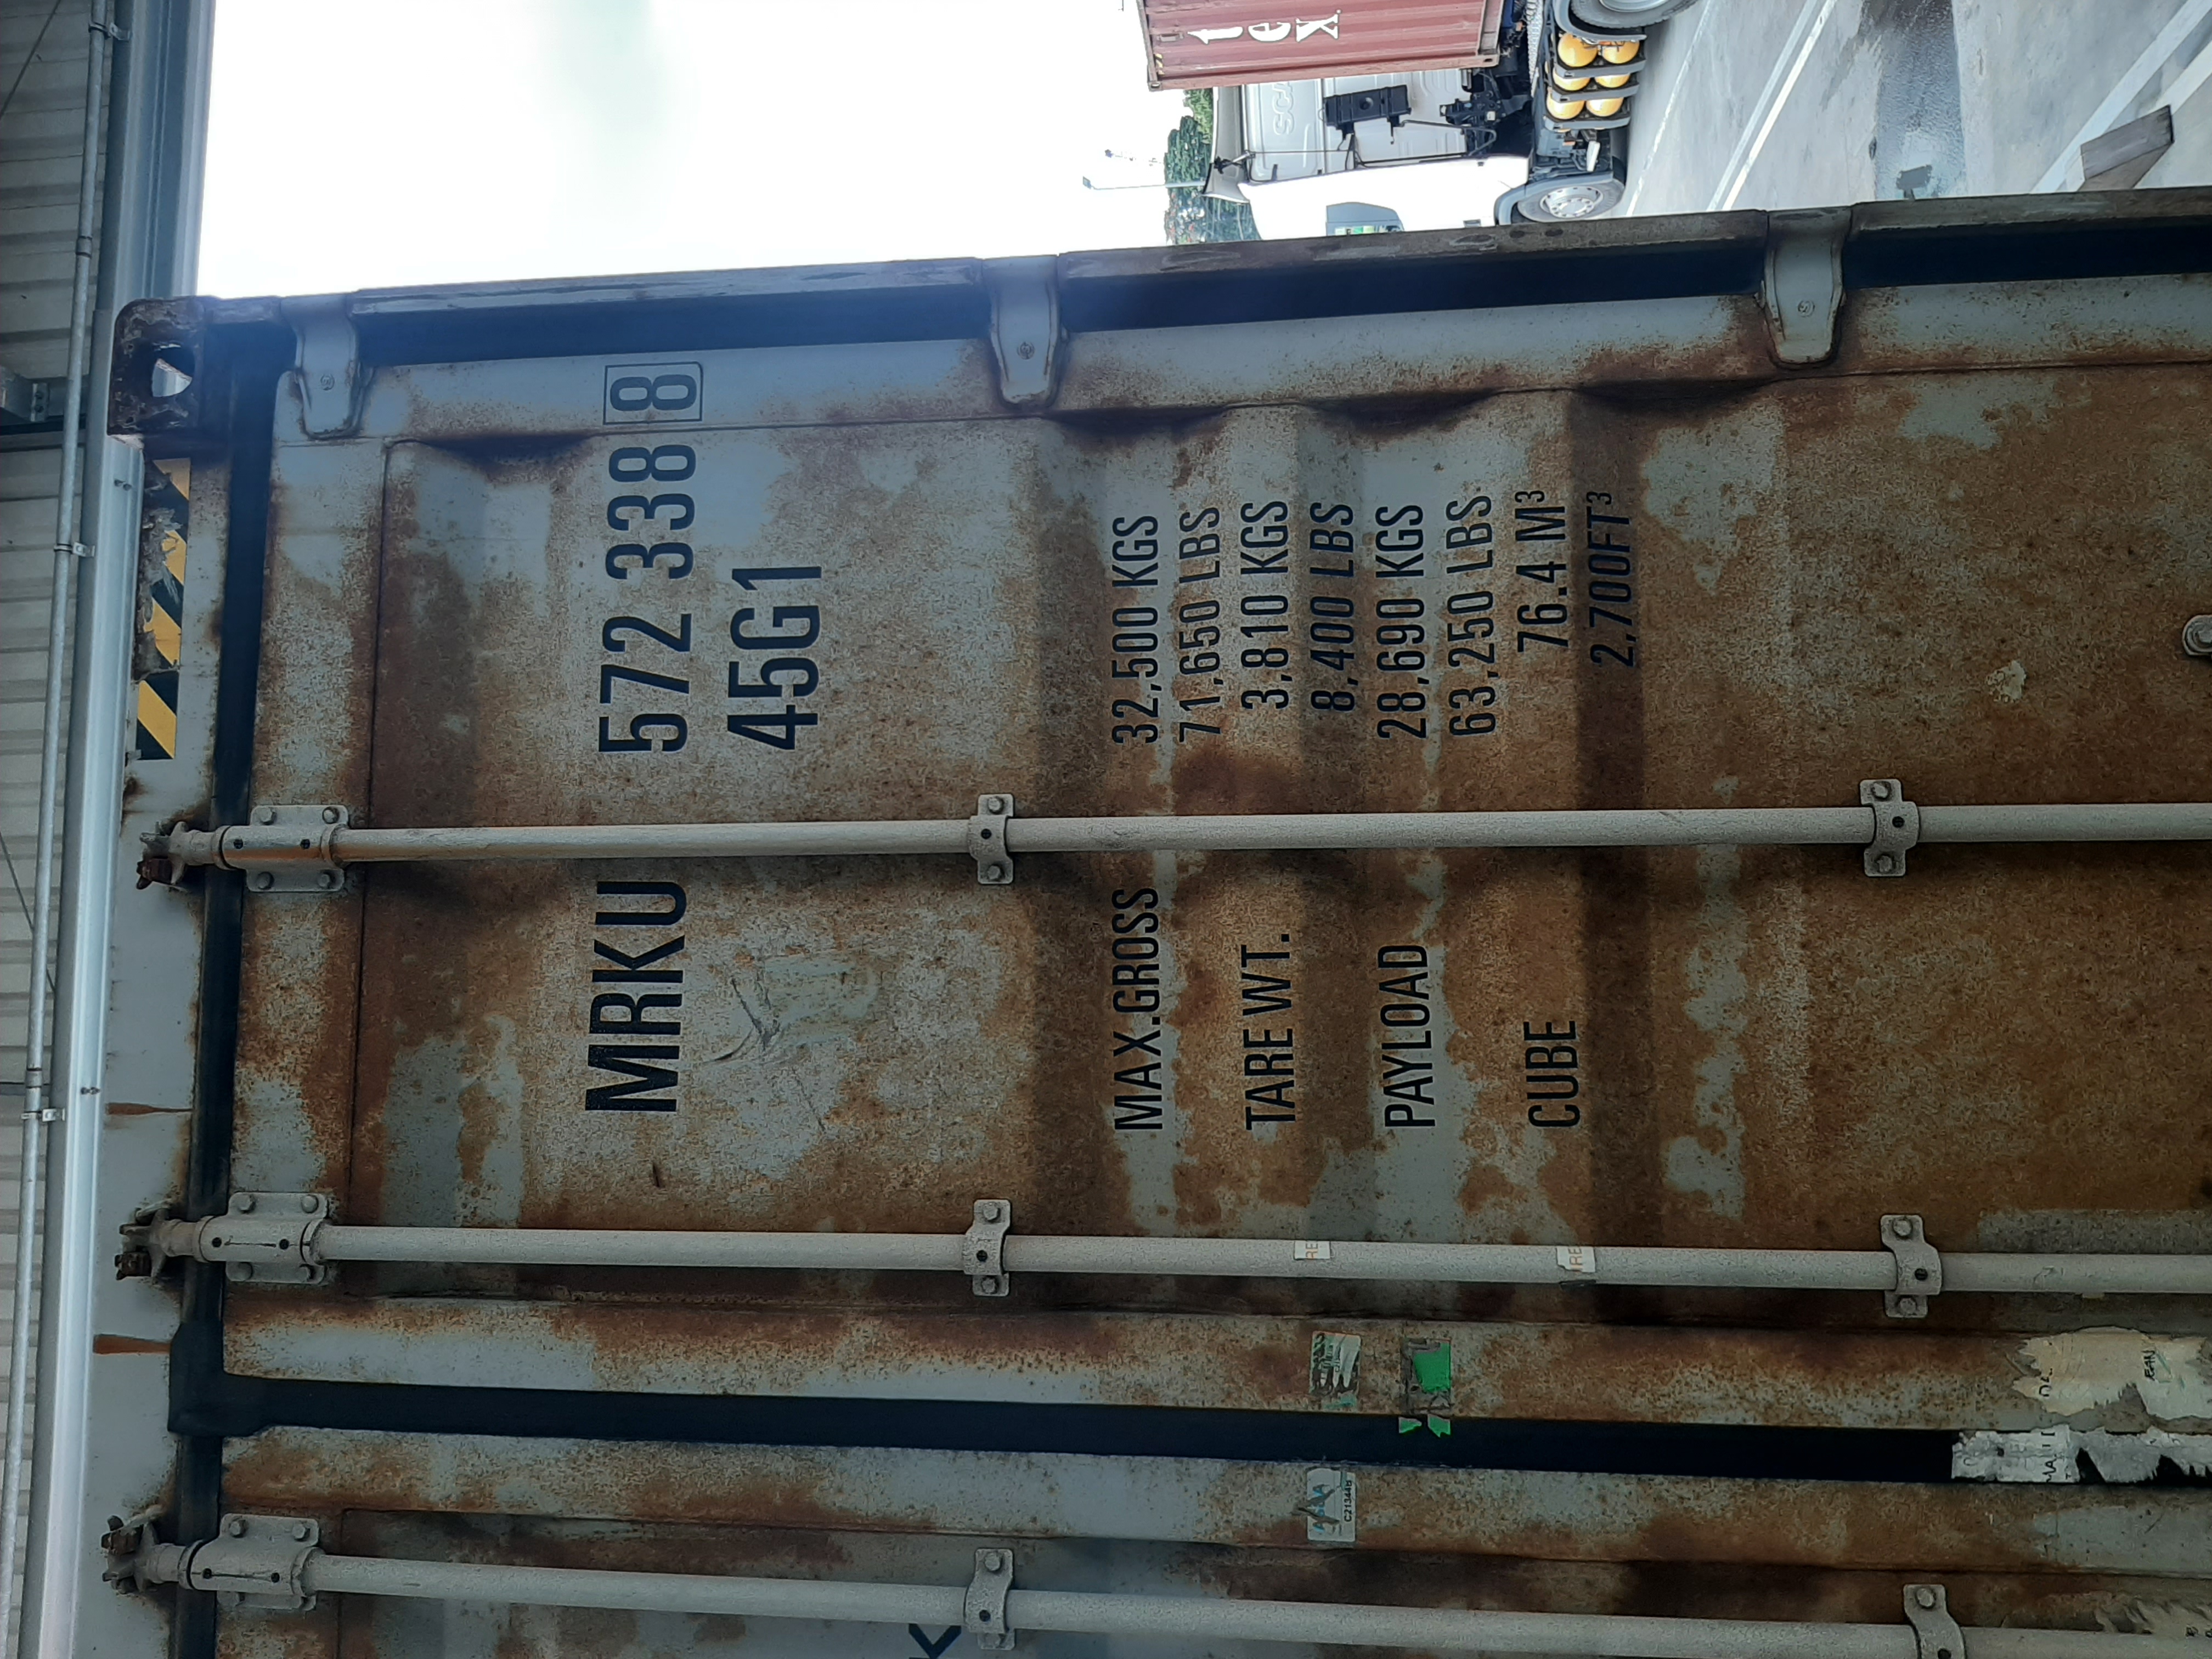 MRKU 572 338 8
45G1
MAX.GROSS 32,500 KGS
71,650 LBS
TARE WT. 3,810 KGS
8,400 LBS
PAYLOAD 28,690 KGS
63,250 LBS
CUBE 76.4 M³
2,700FT³
tex